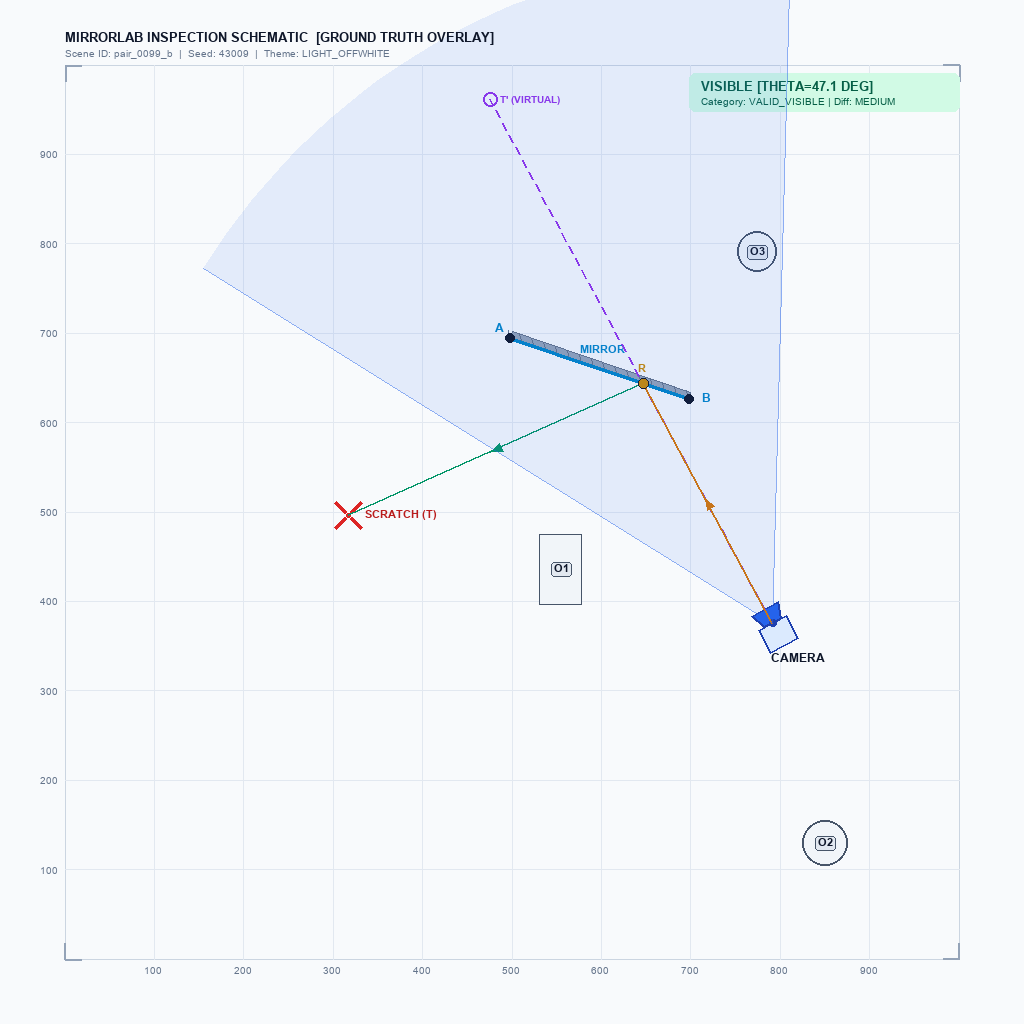 MIRRORLAB INSPECTION SCHEMATIC  [GROUND TRUTH OVERLAY]
Scene ID: pair_0099_b  |  Seed: 43009  |  Theme: LIGHT_OFFWHITE
VISIBLE [THETA=47.1 DEG]
Category: VALID_VISIBLE | Diff: MEDIUM
T' (VIRTUAL)
900
800
O3
700
A
MIRROR
R
B
600
500
SCRATCH (T)
O1
400
CAMERA
300
200
O2
100
100 200 300 400 500 600 700 800 900